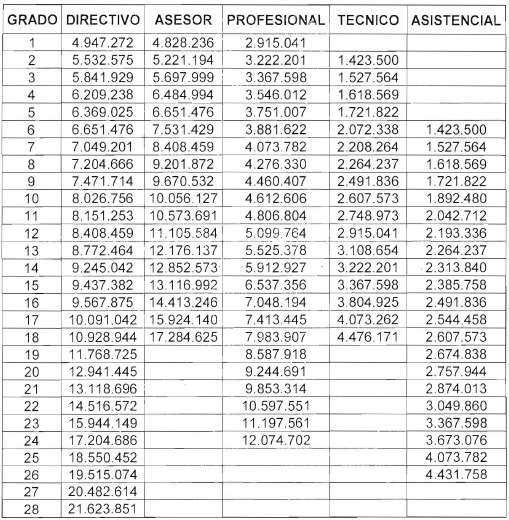 GRADO DIRECTIVO ASESOR PROFESIONAL TECNICO ASISTENCIAL
1 4.947.272 4.828.236 2.915.041
2 5.532.575 5.221.194 3.222.201 1.423.500
3 5.841.929 5.697.999 3.367.598 1.527.564
4 6.209.238 6.484.994 3.546.012 1.618.569
5 6.369.025 6.651.476 3.751.007 1.721.822
6 6.651.476 7.531.429 3.881.622 2.072.338 1.423.500
7 7.049.201 8.408.459 4.073.782 2.208.264 1.527.564
8 7.204.666 9.201.872 4.276.330 2.264.237 1.618.569
9 7.471.714 9.670.532 4.460.407 2.491.836 1.721.822
10 8.026.756 10.056.127 4.612.606 2.607.573 1.892.480
11 8.151.253 10.573.691 4.806.804 2.748.973 2.042.712
12 8.408.459 11.105.584 5.099.764 2.915.041 2.193.336
13 8.772.464 12.176.137 5.525.378 3.108.654 2.264.237
14 9.245.042 12.852.573 5.912.927 3.222.201 2.313.840
15 9.437.382 13.116.992 6.537.356 3.367.598 2.385.758
16 9.567.875 14.413.246 7.048.194 3.804.925 2.491.836
17 10.091.042 15.924.140 7.413.445 4.073.262 2.544.458
18 10.928.944 17.284.625 7.983.907 4.476.171 2.607.573
19 11.768.725 8.587.918 2.674.838
20 12.941.445 9.244.691 2.757.944
21 13.118.696 9.853.314 2.874.013
22 14.516.572 10.597.551 3.049.860
23 15.944.149 11.197.561 3.367.598
24 17.204.686 12.074.702 3.673.076
25 18.550.452 4.073.782
26 19.515.074 4.431.758
27 20.482.614
28 21.623.851